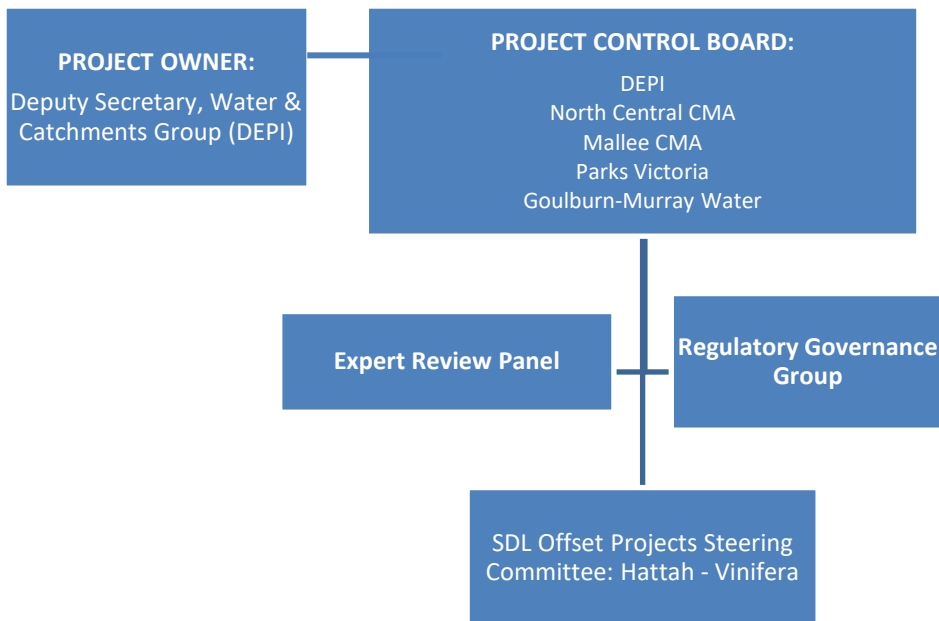 PROJECT OWNER:
Deputy Secretary, Water &
Catchments Group (DEPI)
PROJECT CONTROL BOARD:
DEPI
North Central CMA
Mallee CMA
Parks Victoria
Goulburn-Murray Water
Expert Review Panel
Regulatory Governance
Group
SDL Offset Projects Steering
Committee: Hattah - Vinifera